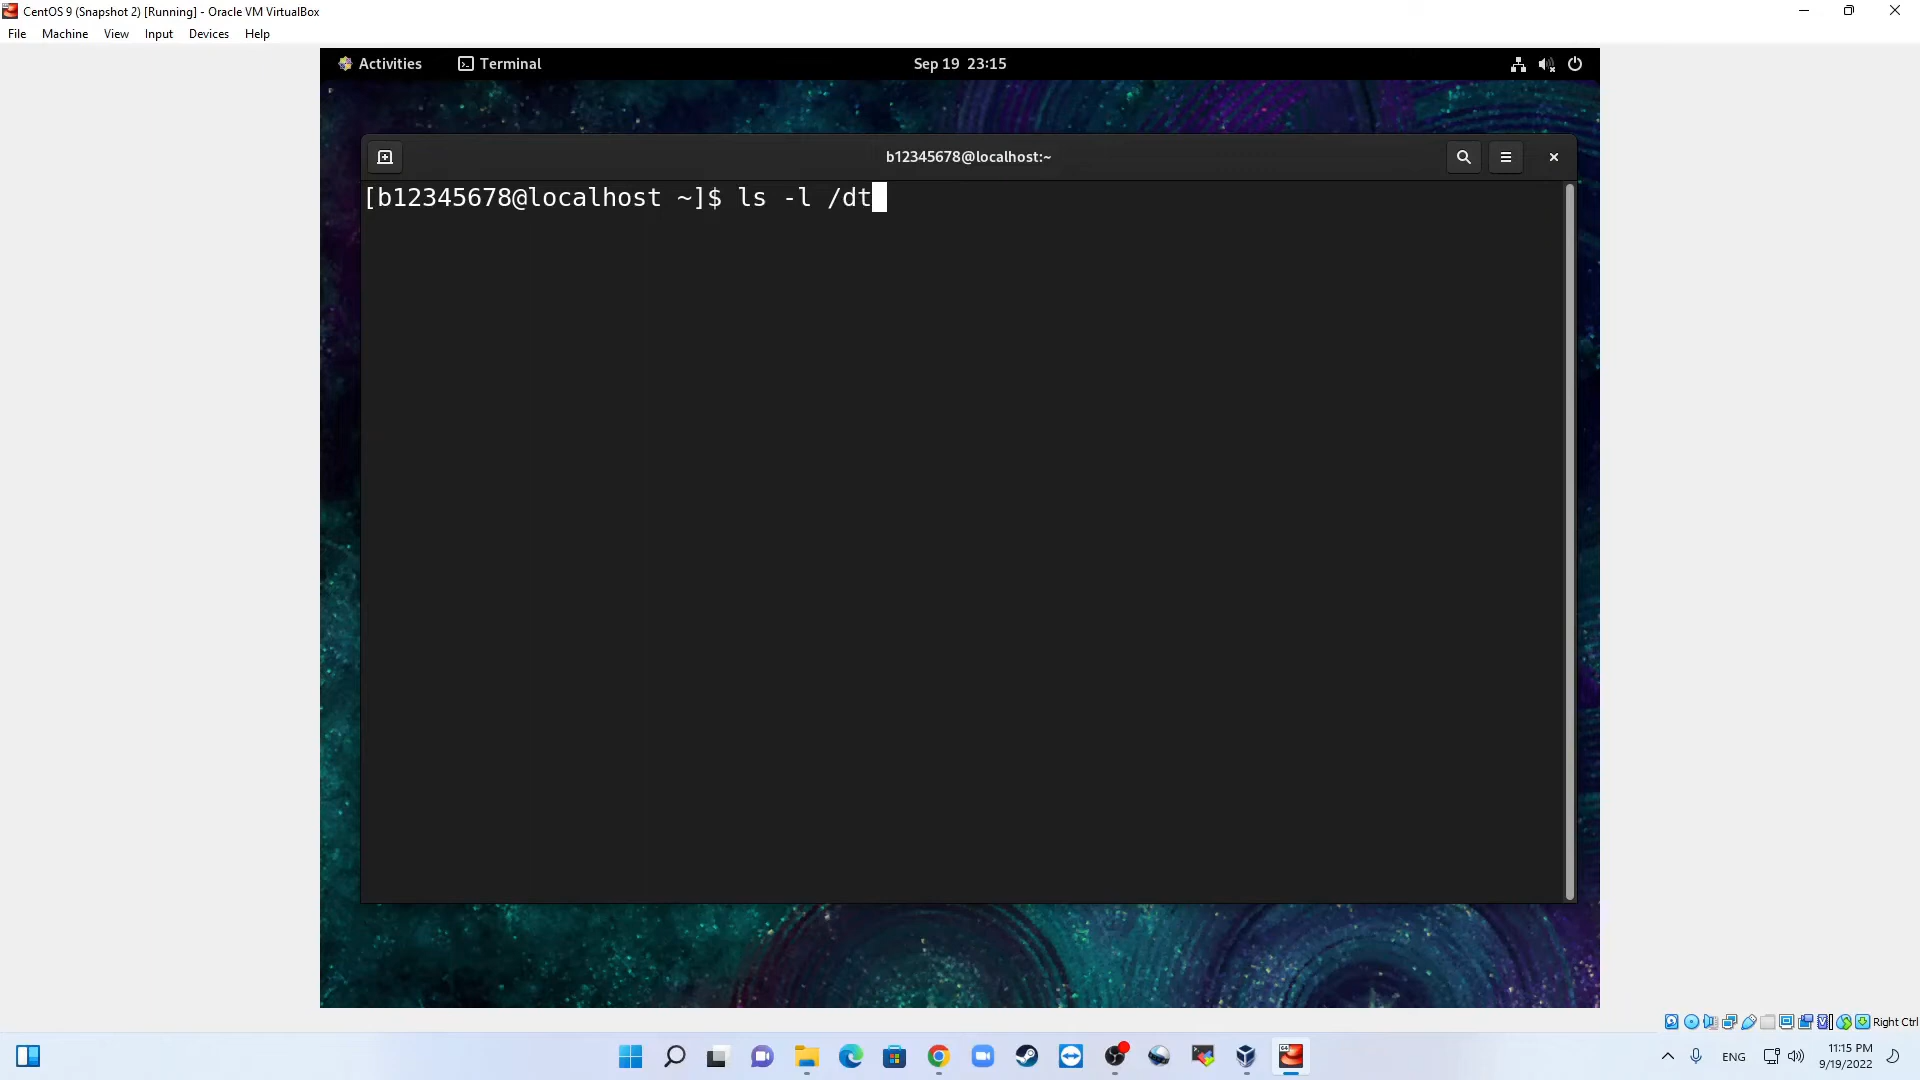 CentOS 9 (Snapshot 2) [Running] - Oracle VM VirtualBox
File Machine View Input Devices Help
Activities Terminal Sep 19 23:15
b12345678@localhost:~
[b12345678@localhost ~]$ ls -l /dt
Right Ctrl
ENG 11:15 PM
9/19/2022